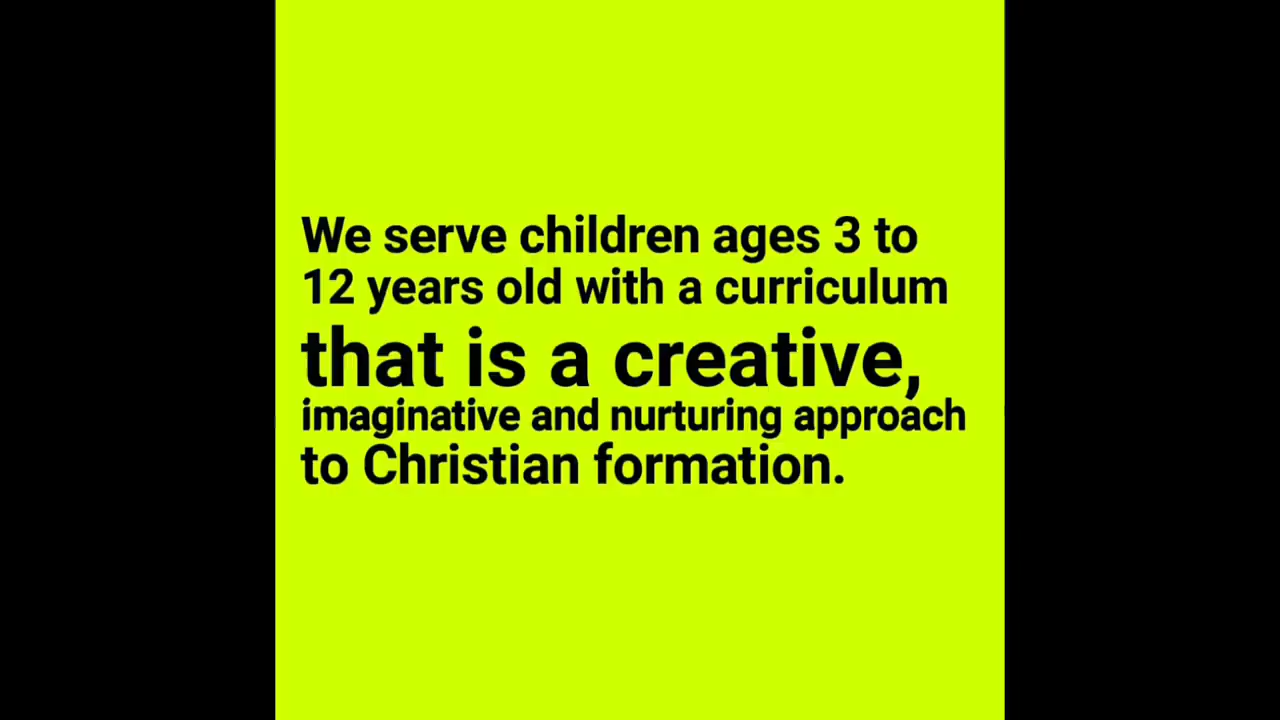 We serve children ages 3 to
12 years old with a curriculum
that is a creative,
imaginative and nurturing approach
to Christian formation.